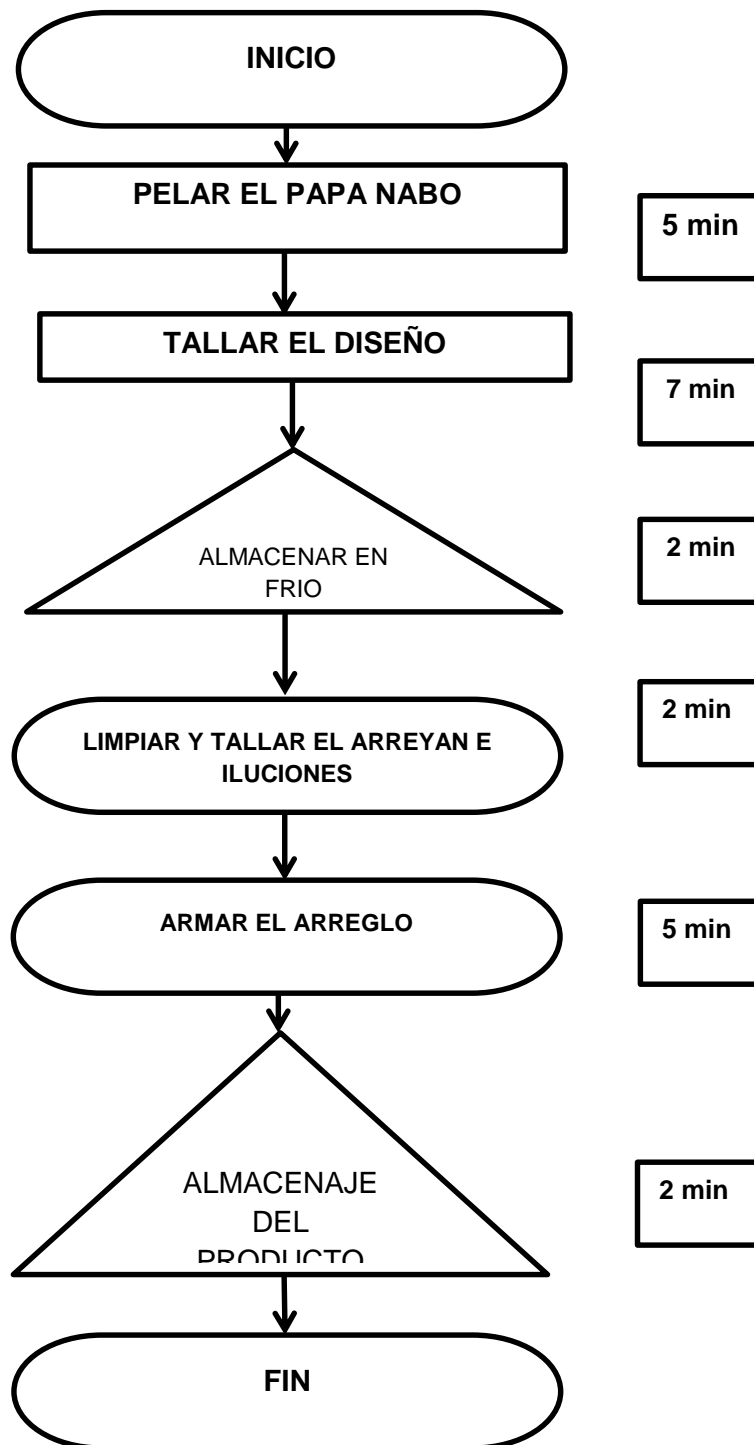 INICIO
PELAR EL PAPA NABO
5 min
TALLAR EL DISEÑO
7 min
ALMACENAR EN
FRIO
2 min
LIMPIAR Y TALLAR EL ARREYAN E
ILUCIONES
2 min
ARMAR EL ARREGLO
5 min
ALMACENAJE
DEL
PRODUCTO
2 min
FIN